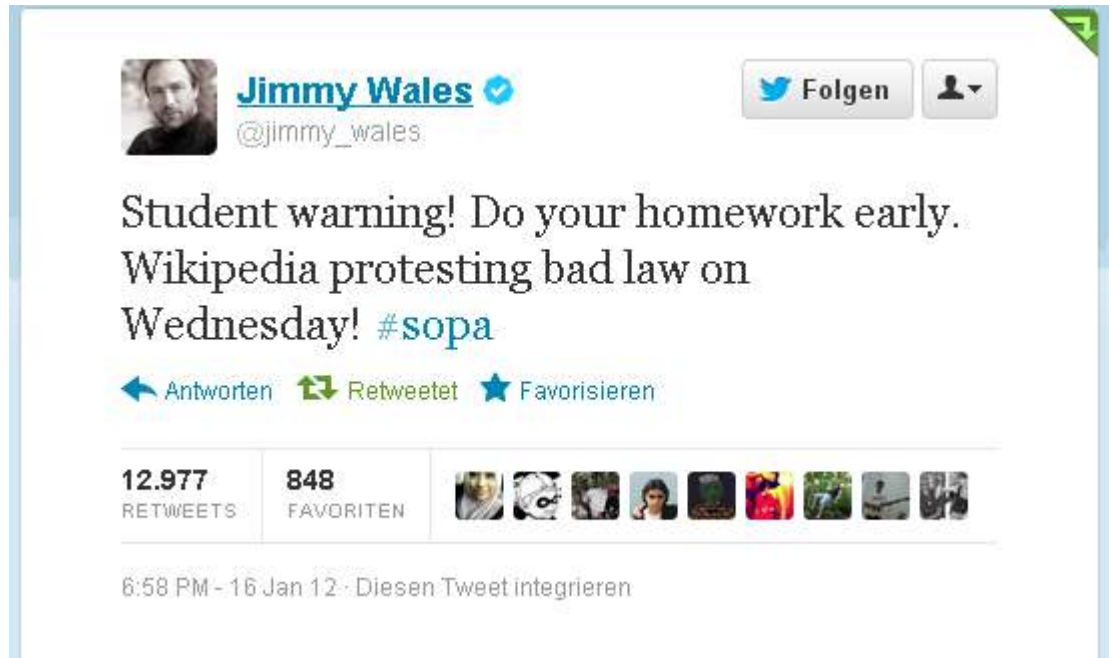 Jimmy Wales
Folgen
@jimmy_wales
Student warning! Do your homework early.
Wikipedia protesting bad law on
Wednesday! #sopa
Antworten Retweetet Favorisieren
12.977 848
RETWEETS FAVORITEN
6:58 PM - 16 Jan 12 · Diesen Tweet integrieren